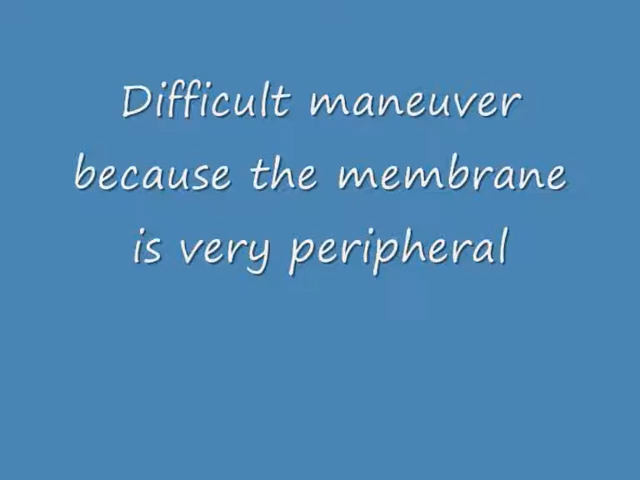 Difficult maneuver
because the membrane
is very peripheral